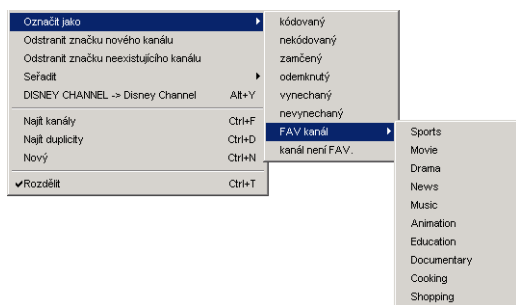 Označit jako
Odstranit značku nového kanálu
Odstranit značku neexistujícího kanálu
Seřadit
DISNEY CHANNEL -> Disney Channel Alt+Y
Najít kanály Ctrl+F
Najít duplicity Ctrl+D
Nový Ctrl+N
Rozdělit Ctrl+T
kódovaný
nekódovaný
zamčený
odemknutý
vynechaný
nevynechaný
FAV kanál
kanál není FAV.
Sports
Movie
Drama
News
Music
Animation
Education
Documentary
Cooking
Shopping